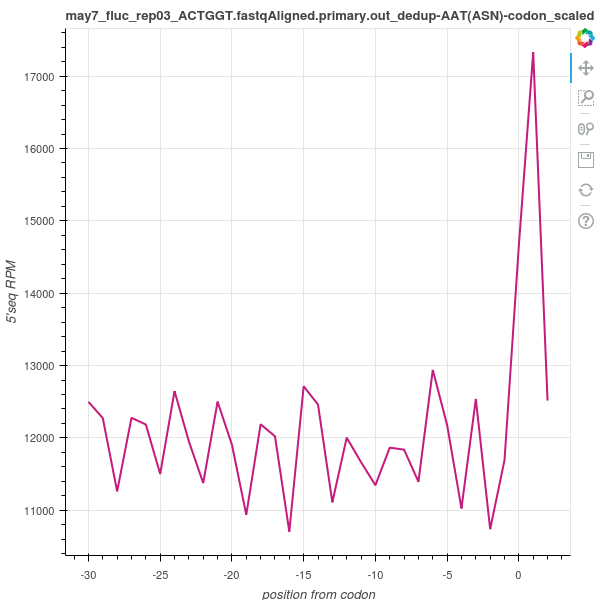 may7_fluc_rep03_ACTGGT.fastqAligned.primary.out_dedup-AAT(ASN)-codon_scaled
17000
16000
15000
14000
13000
12000
11000
5'seq RPM
-30 -25 -20 -15 -10 -5 0
position from codon